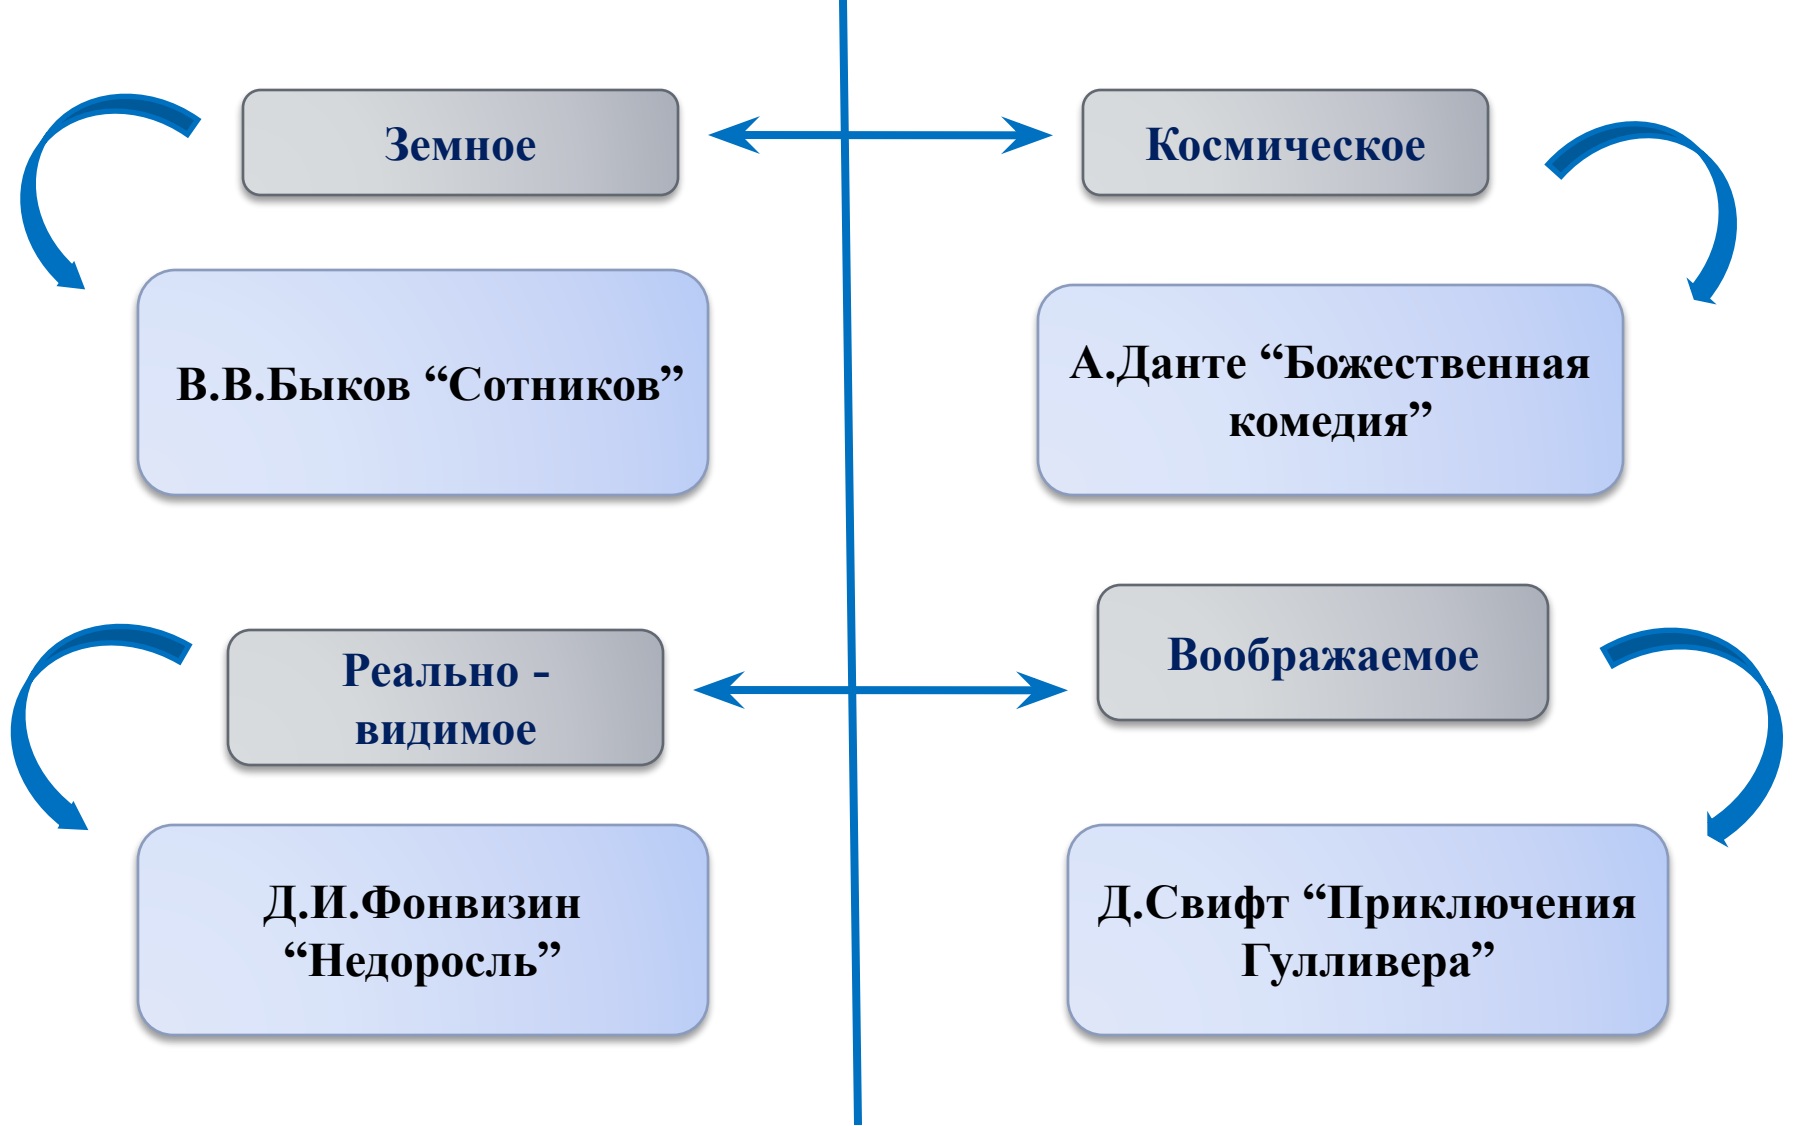 Земное
Космическое
В.В.Быков “Сотников”
А.Данте “Божественная
комедия”
Реально -
видимое
Воображаемое
Д.И.Фонвизин
“Недоросль”
Д.Свифт “Приключения
Гулливера”